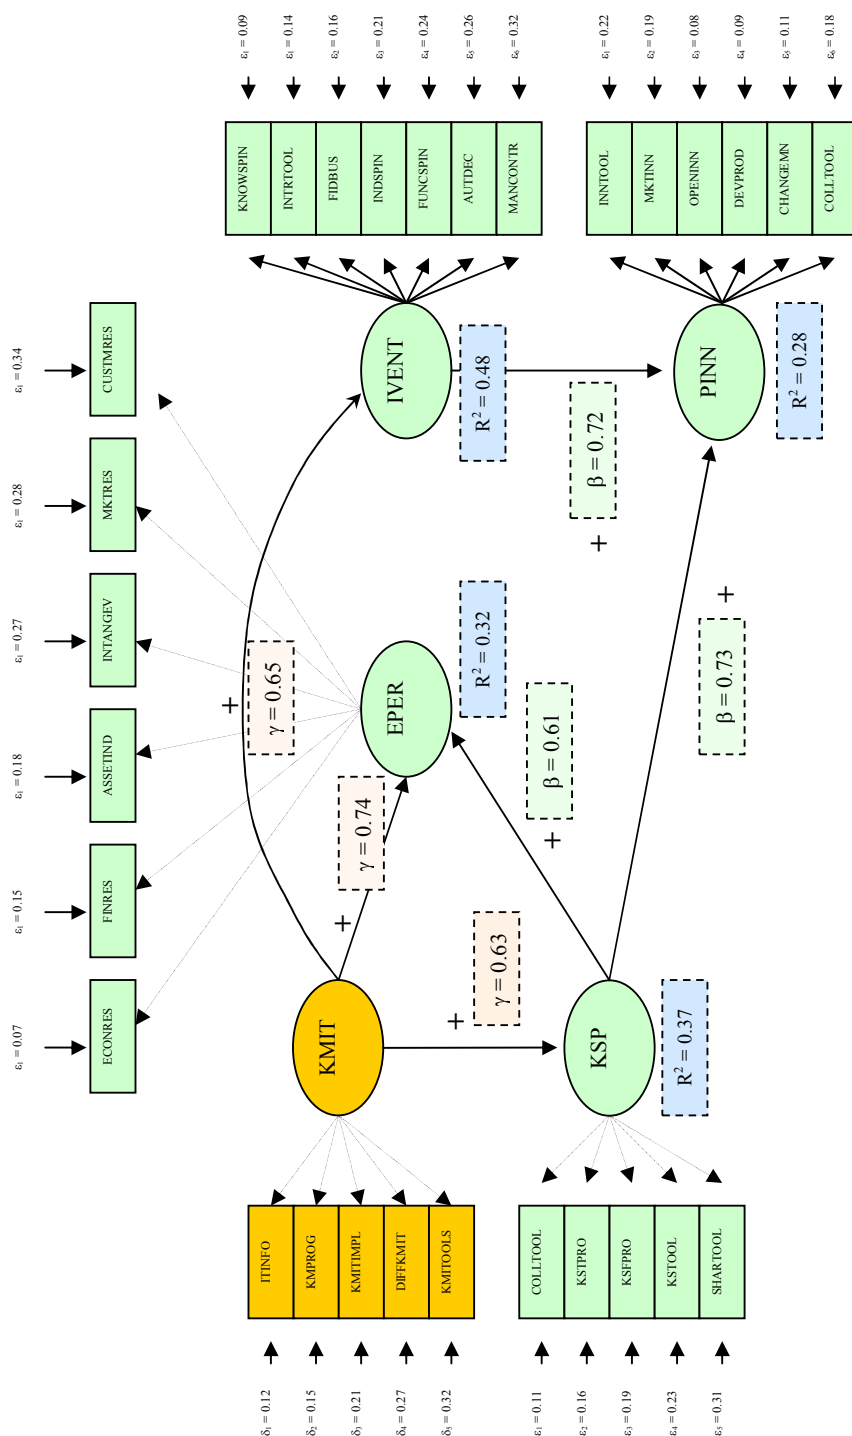 ε₁ = 0.07
ε₁ = 0.15
ε₁ = 0.18
ε₁ = 0.27
ε₁ = 0.28
ε₁ = 0.34
ECONRES
FINRES
ASSETIND
INTANGEV
MKTRES
CUSTMRES
δ₁ = 0.12
δ₂ = 0.15
δ₃ = 0.21
δ₄ = 0.27
δ₅ = 0.32
ITINFO
KMPROG
KMITIMPL
DIFFKMIT
KMITOOLS
KMIT
+
γ = 0.65
+
γ = 0.74
EPER
R² = 0.32
IVENT
R² = 0.48
KNOWSPIN
INTRTOOL
FIDBUS
INDSPIN
FUNCSPIN
AUTDEC
MANCONTR
ε₁ = 0.09
ε₁ = 0.14
ε₂ = 0.16
ε₃ = 0.21
ε₄ = 0.24
ε₅ = 0.26
ε₆ = 0.32
+
γ = 0.63
+
β = 0.61
+
β = 0.72
ε₁ = 0.11
ε₂ = 0.16
ε₃ = 0.19
ε₄ = 0.23
ε₅ = 0.31
COLLTOOL
KSTPRO
KSFPRO
KSTOOL
SHARTOOL
KSP
R² = 0.37
β = 0.73
+
PINN
R² = 0.28
INNTOOL
MKTINN
OPENINN
DEVPROD
CHANGEMN
COLLTOOL
ε₁ = 0.22
ε₂ = 0.19
ε₃ = 0.08
ε₄ = 0.09
ε₅ = 0.11
ε₆ = 0.18